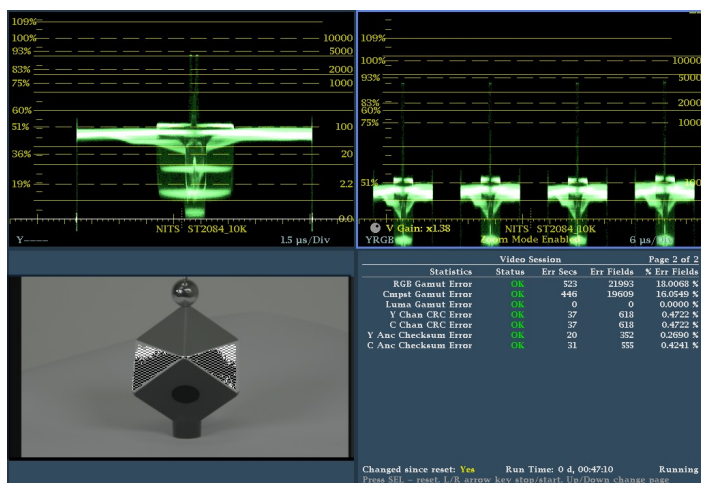 109%
100% 10000
93% 5000
83% 2000
75% 1000
60%
51% 100
36% 20
19% 2.2
0.0
NITS ST2084_10K
Y---- 1.5 µs/Div
109%
100% 10000
93% 5000
83% 2000
80%
75% 1000
51% 100
V Gain: x1.38 NITS ST2084_10K
YRGB Zoom Mode Enabled 6 µs/
Video Session Page 2 of 2
Statistics Status Err Secs Err Fields % Err Fields
RGB Gamut Error OK 523 21993 18.0068 %
Cmpst Gamut Error OK 446 19609 16.0549 %
Luma Gamut Error OK 0 0 0.0000 %
Y Chan CRC Error OK 37 618 0.4722 %
C Chan CRC Error OK 37 618 0.4722 %
Y Anc Checksum Error OK 20 352 0.2690 %
C Anc Checksum Error OK 31 555 0.4241 %
Changed since reset: Yes Run Time: 0 d, 00:47:10 Running
Press SEL - reset, L/R arrow key stop/start, Up/Down change page